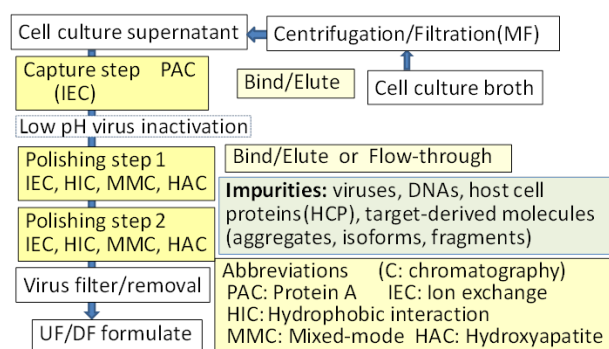 Cell culture supernatant
Centrifugation/Filtration(MF)
Capture step PAC
(IEC)
Bind/Elute
Cell culture broth
Low pH virus inactivation
Polishing step 1
IEC, HIC, MMC, HAC
Bind/Elute or Flow-through
Impurities: viruses, DNAs, host cell
proteins(HCP), target-derived molecules
(aggregates, isoforms, fragments)
Polishing step 2
IEC, HIC, MMC, HAC
Virus filter/removal
UF/DF formulate
Abbreviations (C: chromatography)
PAC: Protein A IEC: Ion exchange
HIC: Hydrophobic interaction
MMC: Mixed-mode HAC: Hydroxyapatite